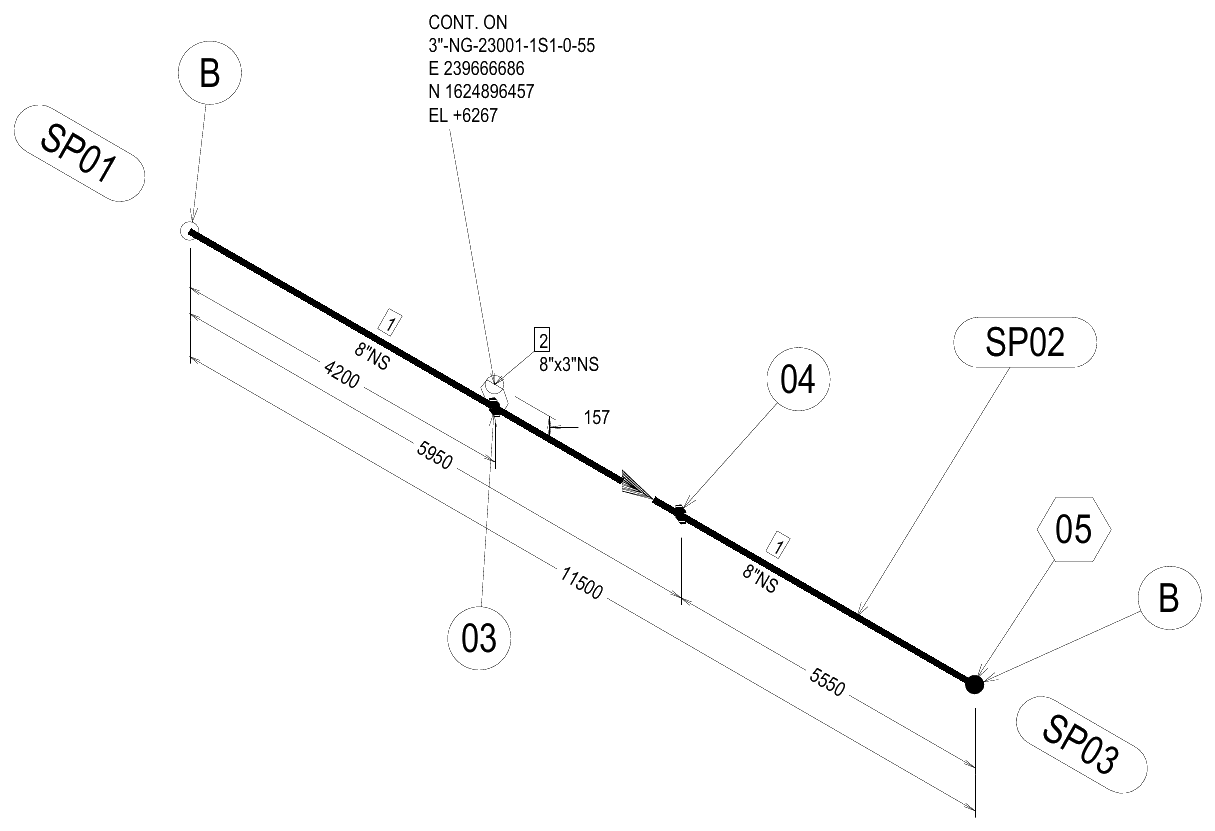 CONT. ON
3"-NG-23001-1S1-0-55
E 239666686
N 1624896457
EL +6267
B
SP01
1
8"NS
2
8"x3"NS
4200
157
5950
04
SP02
03
11500
1
8"NS
05
B
5550
SP03